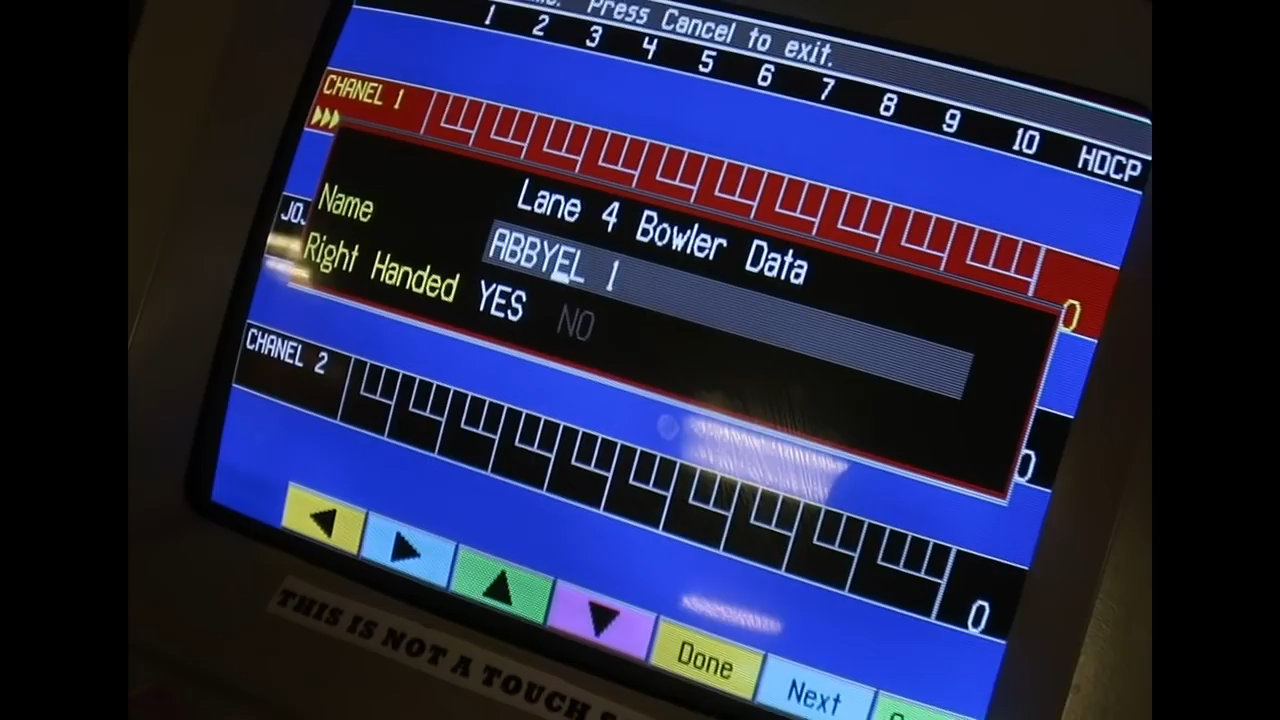 Press Cancel to exit.
1 2 3 4 5 6 7 8 9 10 HDCP
CHANEL 1
0
Lane 4 Bowler Data
Name ABBYEL 1
Right Handed YES NO
JO
0
CHANEL 2
0
Done Next
THIS IS NOT A TOUCH